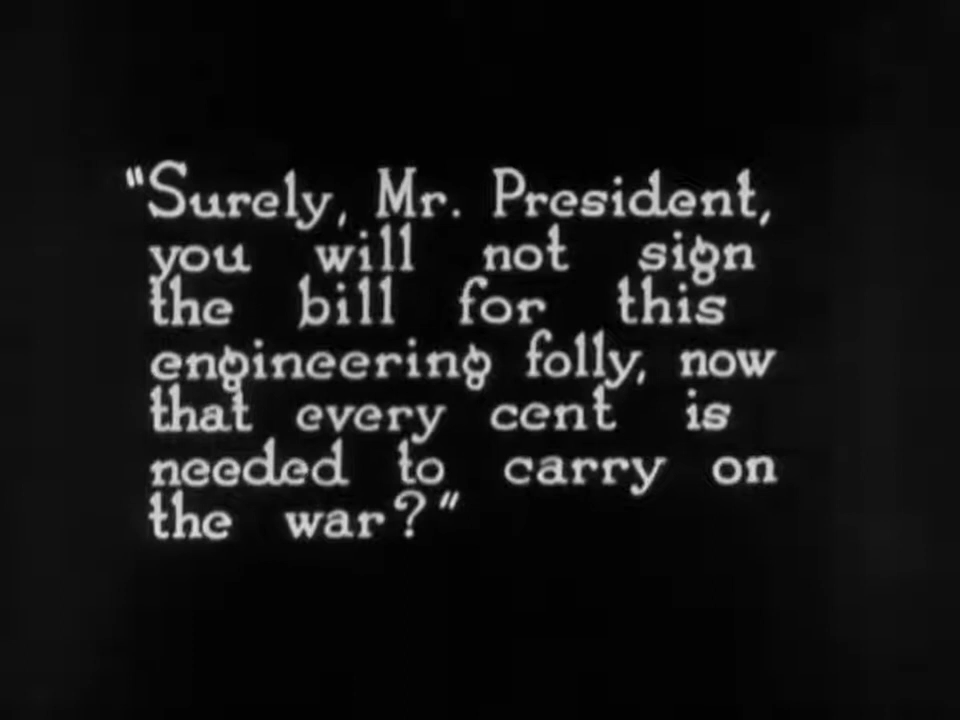 "Surely, Mr. President,
you will not sign
the bill for this
engineering folly, now
that every cent is
needed to carry on
the war?"